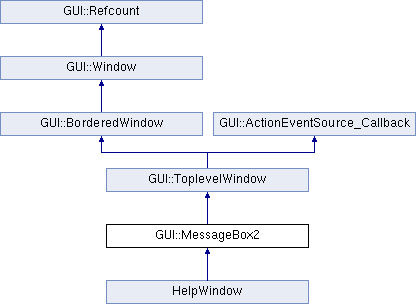 GUI::Refcount
GUI::Window
GUI::BorderedWindow
GUI::ActionEventSource_Callback
GUI::ToplevelWindow
GUI::MessageBox2
HelpWindow